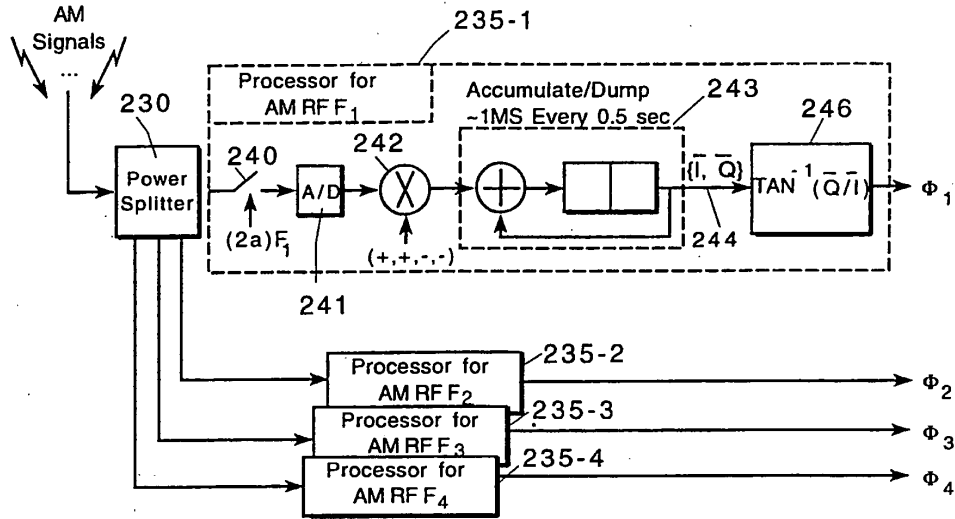 AM
Signals
...
235-1
Processor for
AM RF F1
Accumulate/Dump
~1MS Every 0.5 sec
243
230
240
242
246
Power
Splitter
A/D
{I̅, Q̅}
TAN⁻¹(Q̅/I̅)
Φ1
(2a)F1
(+,+,-,-)
244
241
235-2
Processor for
AM RF F2
Φ2
235-3
Processor for
AM RF F3
Φ3
235-4
Processor for
AM RF F4
Φ4